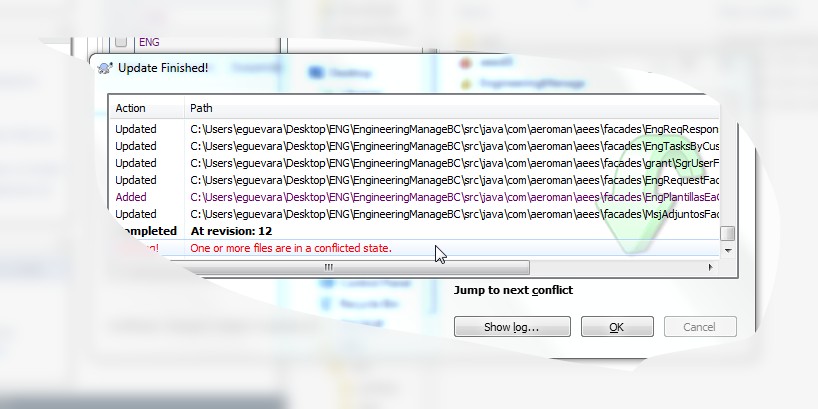 ENG
Update Finished!
Action Path
Updated C:\Users\eguevara\Desktop\ENG\EngineeringManageBC\src\java\com\aeroman\aees\facades\EngReqRespon
Updated C:\Users\eguevara\Desktop\ENG\EngineeringManageBC\src\java\com\aeroman\aees\facades\EngTasksByCus
Updated C:\Users\eguevara\Desktop\ENG\EngineeringManageBC\src\java\com\aeroman\aees\facades\grant\SgrUserF
Updated C:\Users\eguevara\Desktop\ENG\EngineeringManageBC\src\java\com\aeroman\aees\facades\EngRequestFac
Added C:\Users\eguevara\Desktop\ENG\EngineeringManageBC\src\java\com\aeroman\aees\facades\EngPlantillasEaC
Updated C:\Users\eguevara\Desktop\ENG\EngineeringManageBC\src\java\com\aeroman\aees\facades\MsjAdjuntosFac
ompleted At revision: 12
One or more files are in a conflicted state.
Jump to next conflict
Show log... OK Cancel